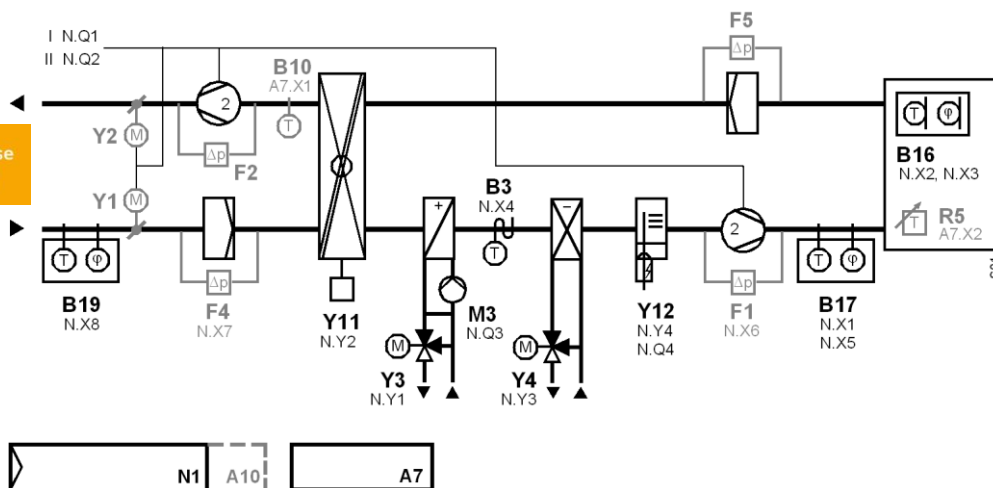 I N.Q1
II N.Q2
F5
Δp
B10
A7.X1
2
T
Y2
M
Δp
F2
T φ
B16
N.X2, N.X3
se
Y1
M
+
B3
N.X4
T
−
2
R5
A7.X2
T
T φ
B19
N.X8
Δp
F4
N.X7
Y11
N.Y2
M3
N.Q3
M
Y3
N.Y1
M
Y4
N.Y3
Y12
N.Y4
N.Q4
Δp
F1
N.X6
T φ
B17
N.X1
N.X5
N1
A10
A7